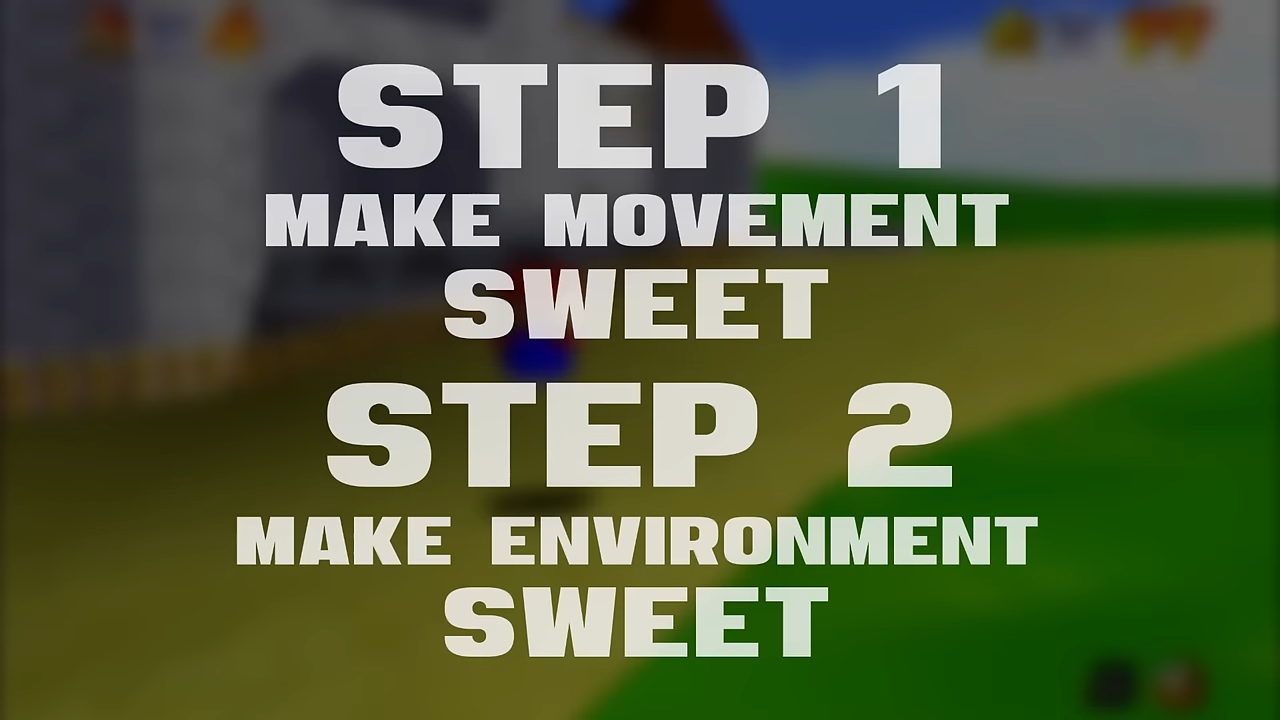 STEP 1
MAKE MOVEMENT
SWEET
STEP 2
MAKE ENVIRONMENT
SWEET